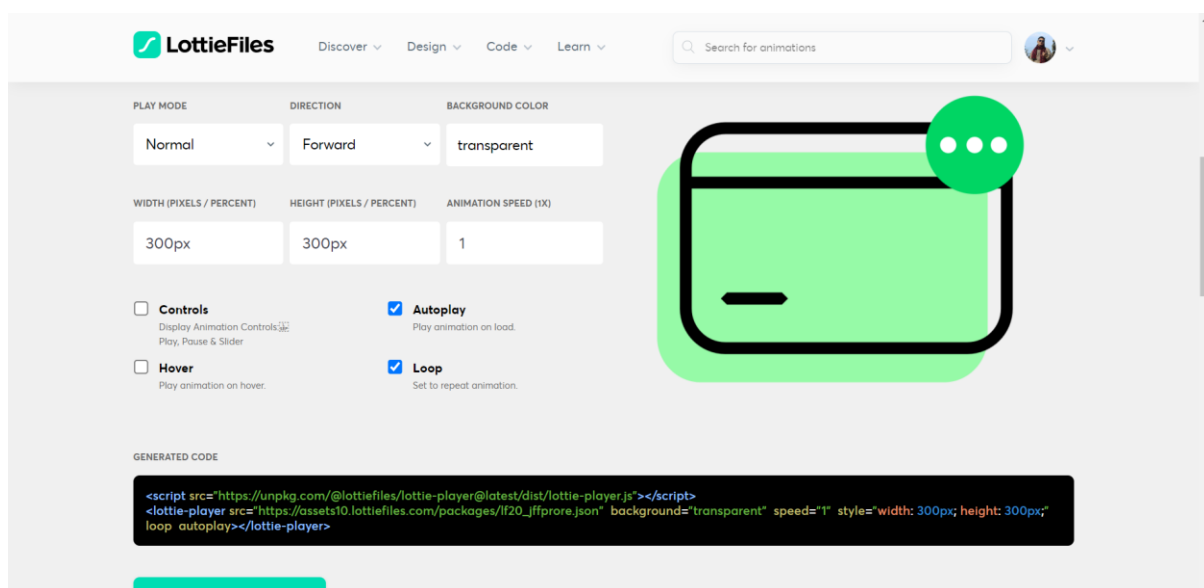 LottieFiles Discover Design Code Learn Search for animations
PLAY MODE DIRECTION BACKGROUND COLOR
Normal Forward transparent
WIDTH (PIXELS / PERCENT) HEIGHT (PIXELS / PERCENT) ANIMATION SPEED (1X)
300px 300px 1
Controls Autoplay
Display Animation Controls: Play animation on load.
Play, Pause & Slider
Hover Loop
Play animation on hover. Set to repeat animation.
GENERATED CODE
<script src="https://unpkg.com/@lottiefiles/lottie-player@latest/dist/lottie-player.js"></script>
<lottie-player src="https://assets10.lottiefiles.com/packages/lf20_jffprore.json" background="transparent" speed="1" style="width: 300px; height: 300px;"
loop autoplay></lottie-player>